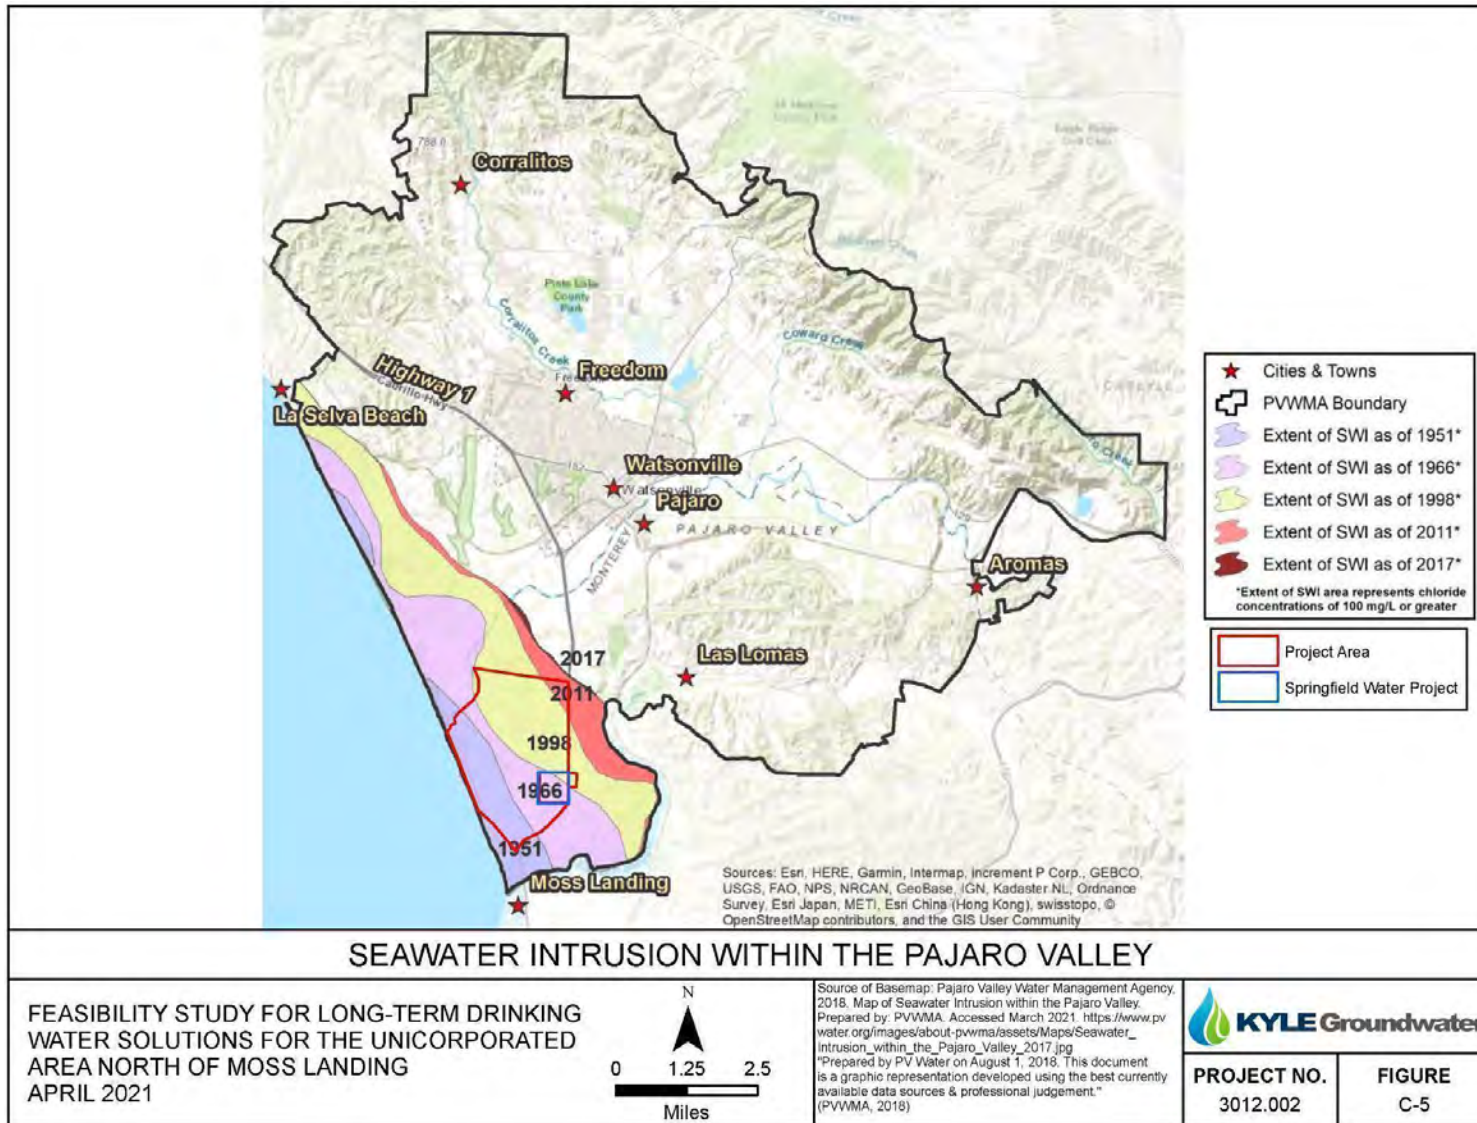 Corralitos
788 ft
Pinto Lake
County
Park
Corralitos Creek
Coward Creek
Highway 1
Cabrillo Hwy
Freedom
La Selva Beach
Watsonville
Watsonville
Pajaro
PAJARO VALLEY
MONTEREY
129
Aromas
Las Lomas
2017
2011
1998
1966
1951
Moss Landing
Sources: Esri, HERE, Garmin, Intermap, increment P Corp., GEBCO,
USGS, FAO, NPS, NRCAN, GeoBase, IGN, Kadaster NL, Ordnance
Survey, Esri Japan, METI, Esri China (Hong Kong), swisstopo, ©
OpenStreetMap contributors, and the GIS User Community
Cities & Towns
PVWMA Boundary
Extent of SWI as of 1951*
Extent of SWI as of 1966*
Extent of SWI as of 1998*
Extent of SWI as of 2011*
Extent of SWI as of 2017*
*Extent of SWI area represents chloride
concentrations of 100 mg/L or greater
Project Area
Springfield Water Project
SEAWATER INTRUSION WITHIN THE PAJARO VALLEY
FEASIBILITY STUDY FOR LONG-TERM DRINKING
WATER SOLUTIONS FOR THE UNICORPORATED
AREA NORTH OF MOSS LANDING
APRIL 2021
N
0 1.25 2.5
Miles
Source of Basemap: Pajaro Valley Water Management Agency,
2018. Map of Seawater Intrusion within the Pajaro Valley.
Prepared by: PVWMA. Accessed March 2021. https://www.pv
water.org/images/about-pvwma/assets/Maps/Seawater_
Intrusion_within_the_Pajaro_Valley_2017.jpg
"Prepared by PV Water on August 1, 2018. This document
is a graphic representation developed using the best currently
available data sources & professional judgement."
(PVWMA, 2018)
KYLE Groundwater
PROJECT NO.
3012.002
FIGURE
C-5